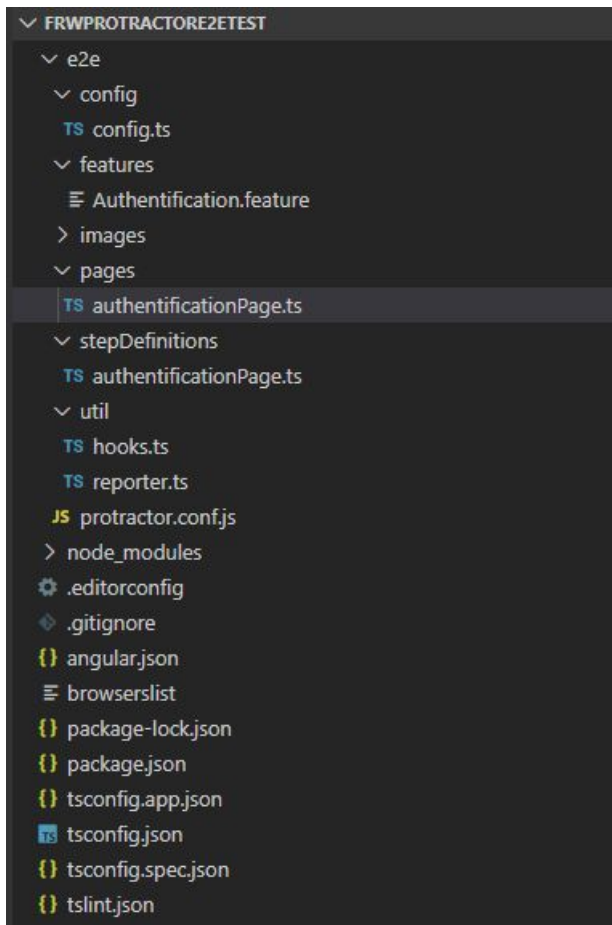 FRWPROTRACTORE2ETEST
e2e
config
TS config.ts
features
Authentification.feature
images
pages
TS authentificationPage.ts
stepDefinitions
TS authentificationPage.ts
util
TS hooks.ts
TS reporter.ts
JS protractor.conf.js
node_modules
.editorconfig
.gitignore
{} angular.json
browserslist
{} package-lock.json
{} package.json
{} tsconfig.app.json
TS tsconfig.json
{} tsconfig.spec.json
{} tslint.json